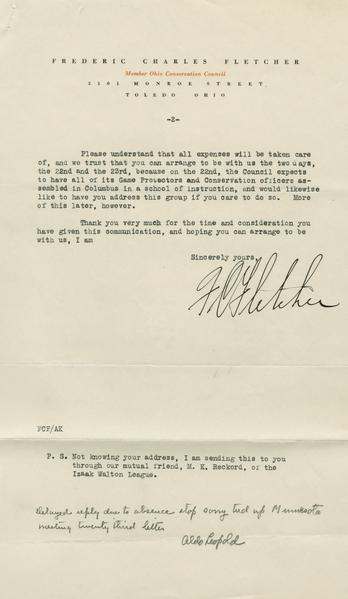 FREDERIC CHARLES FLETCHER
Member Ohio Conservation Council
2101 MONROE STREET,
TOLEDO OHIO
-2-
Please understand that all expenses will be taken care
of, and we trust that you can arrange to be with us the two days,
the 22nd and the 23rd, because on the 22nd, the Council expects
to have all of its Game Protectors and Conservation officers as-
sembled in Columbus in a school of instruction, and would likewise
like to have you address this group if you care to do so. More
of this later, however.
Thank you very much for the time and consideration you
have given this communication, and hoping you can arrange to be
with us, I am
Sincerely yours,
F C Fletcher
FCF/AK
P. S. Not knowing your address, I am sending this to you
through our mutual friend, M. K. Reckord, of the
Izaak Walton League.
Delayed reply due to absence stop sorry tied up Minnesota
meeting twenty third letter
Aldo Leopold